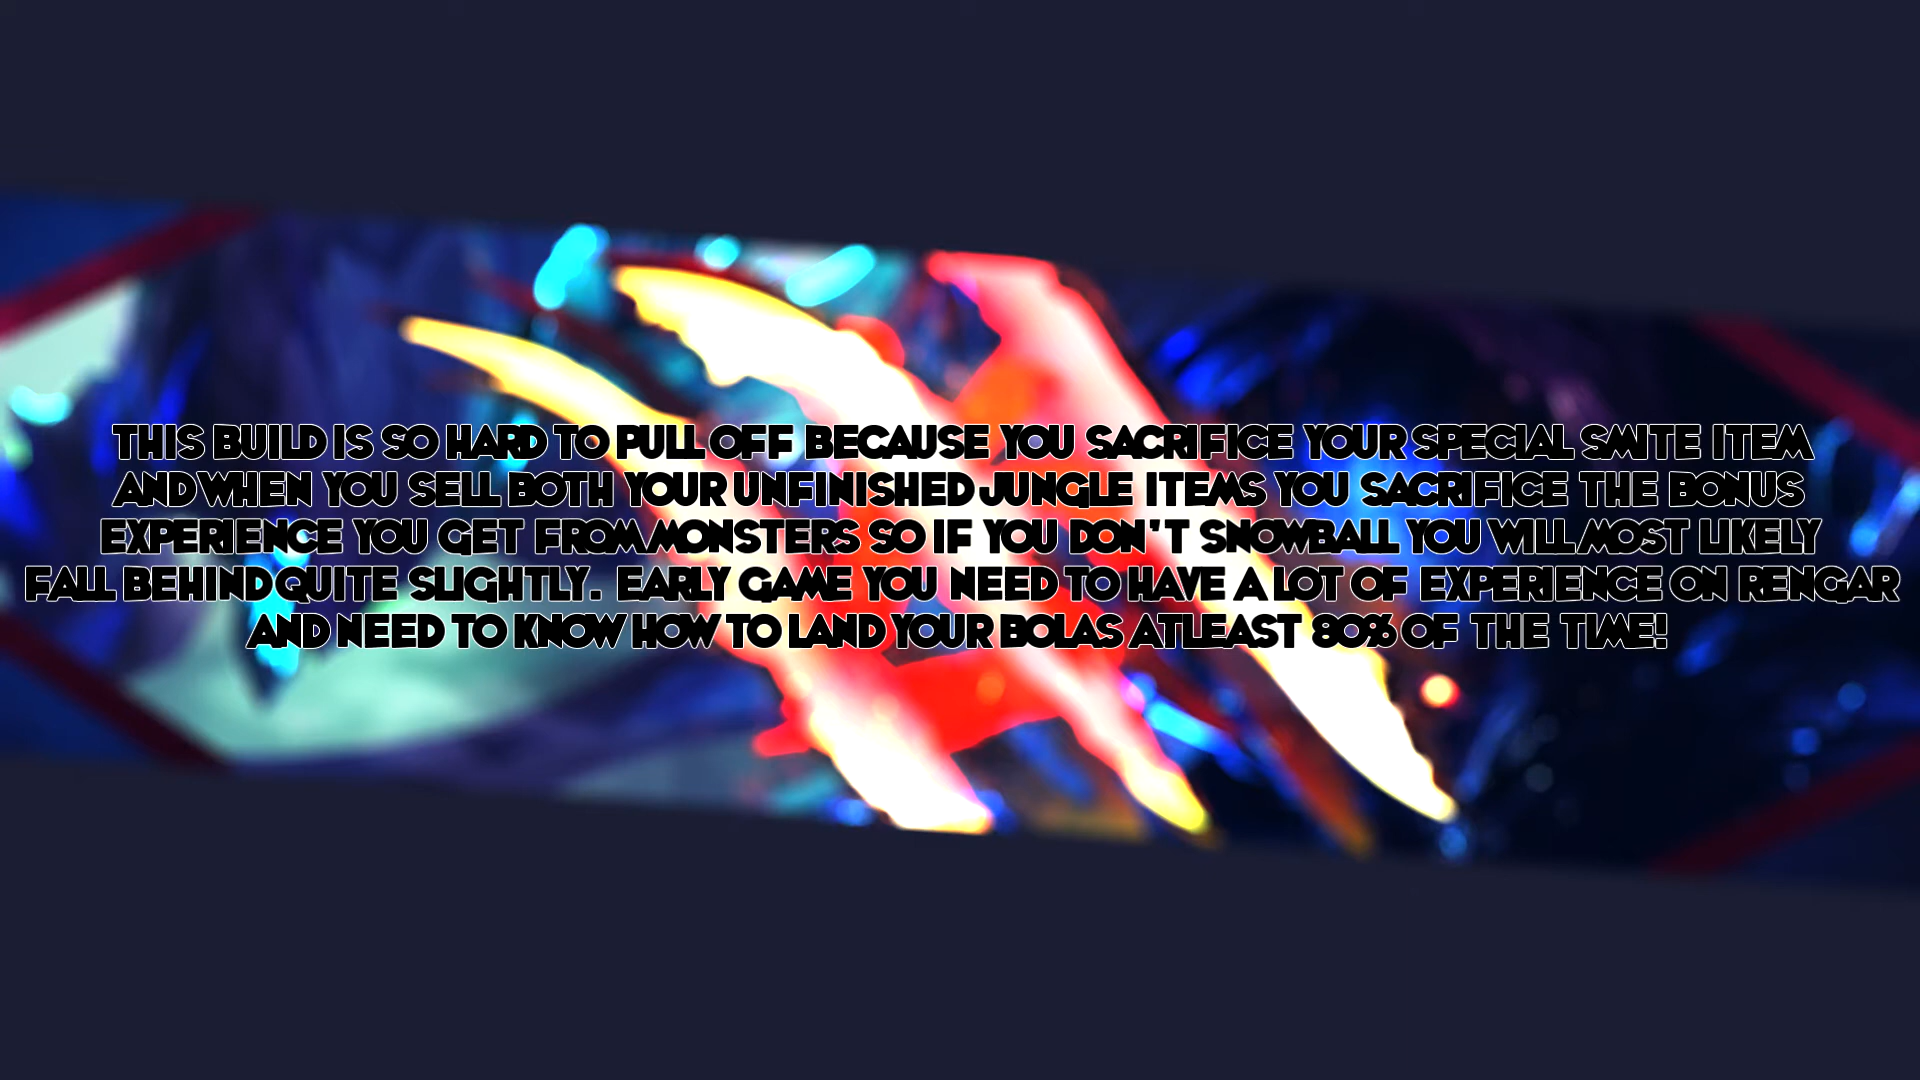 THIS BUILD IS SO HARD TO PULL OFF BECAUSE YOU SACRIFICE YOUR SPECIAL SMITE ITEM
AND WHEN YOU SELL BOTH YOUR UNFINISHED JUNGLE ITEMS YOU SACRIFICE THE BONUS
EXPERIENCE YOU GET FROM MONSTERS SO IF YOU DON'T SNOWBALL YOU WILL MOST LIKELY
FALL BEHIND QUITE SLIGHTLY. EARLY GAME YOU NEED TO HAVE A LOT OF EXPERIENCE ON RENGAR
AND NEED TO KNOW HOW TO LAND YOUR BOLAS ATLEAST 80% OF THE TIME!